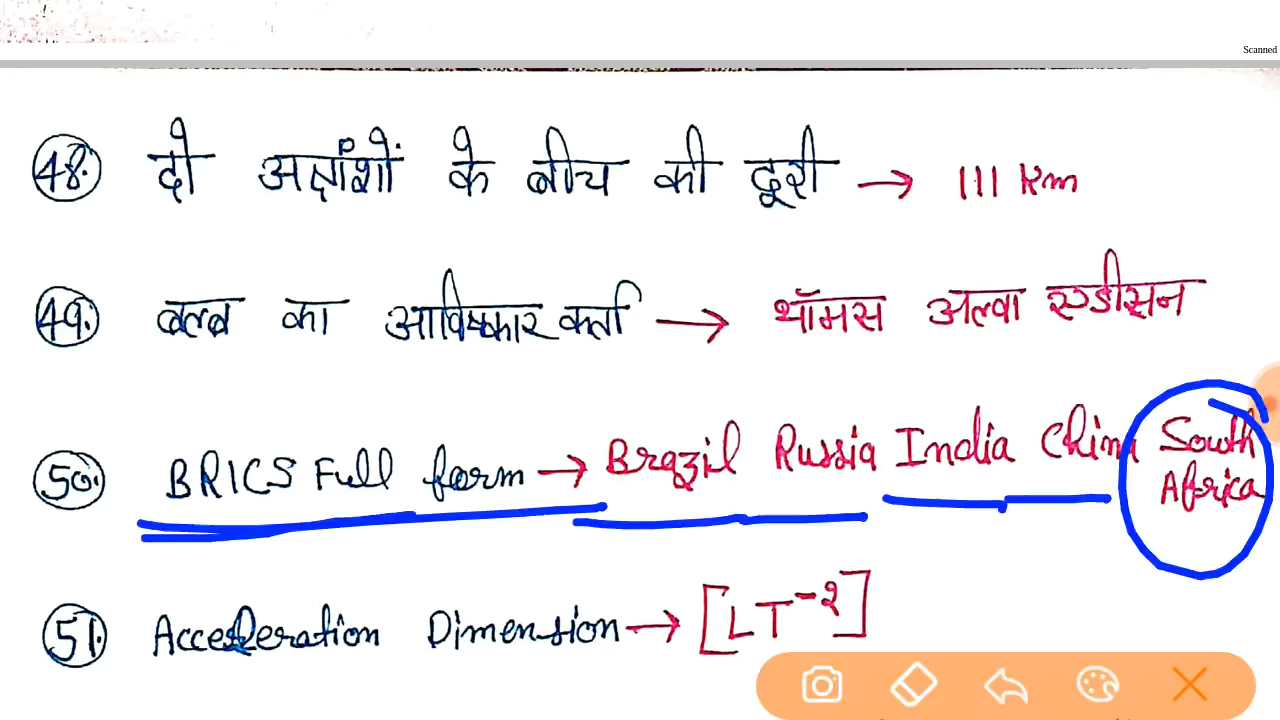 Scanned
48. दो अक्षांशों के बीच की दूरी → 111 Km
49. बल्ब का आविष्कार कर्ता → थॉमस अल्वा एडीसन
50. BRICS Full form → Brazil Russia India China South Africa
51. Acceleration Dimension → [LT⁻²]